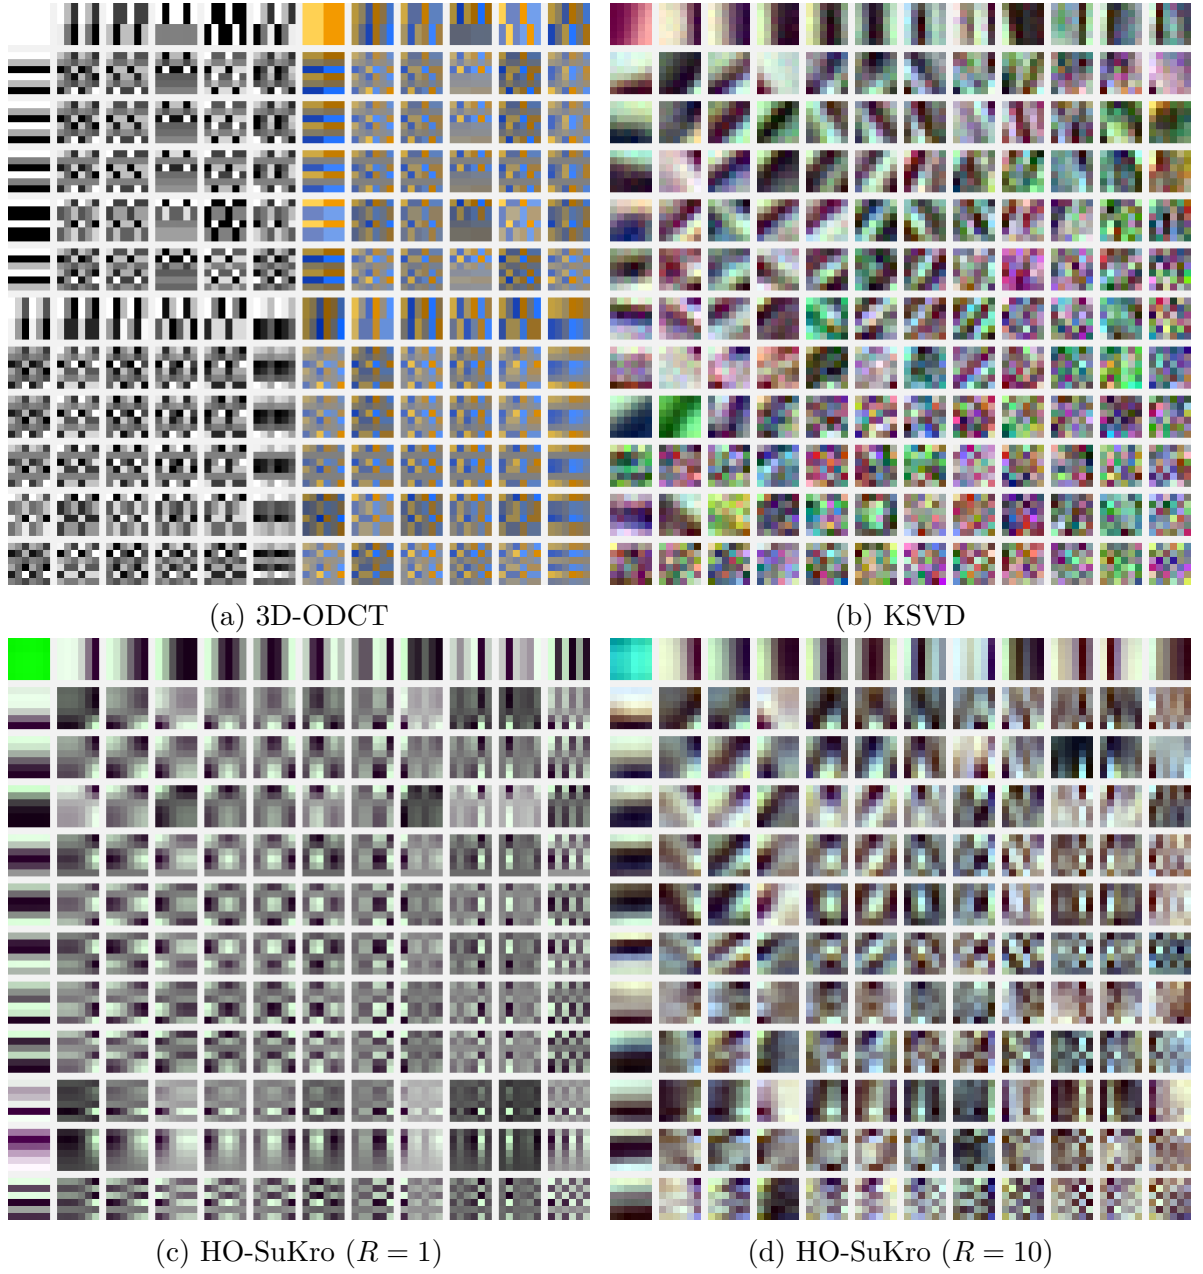 (a) 3D-ODCT
(b) KSVD
(c) HO-SuKro (R = 1)
(d) HO-SuKro (R = 10)